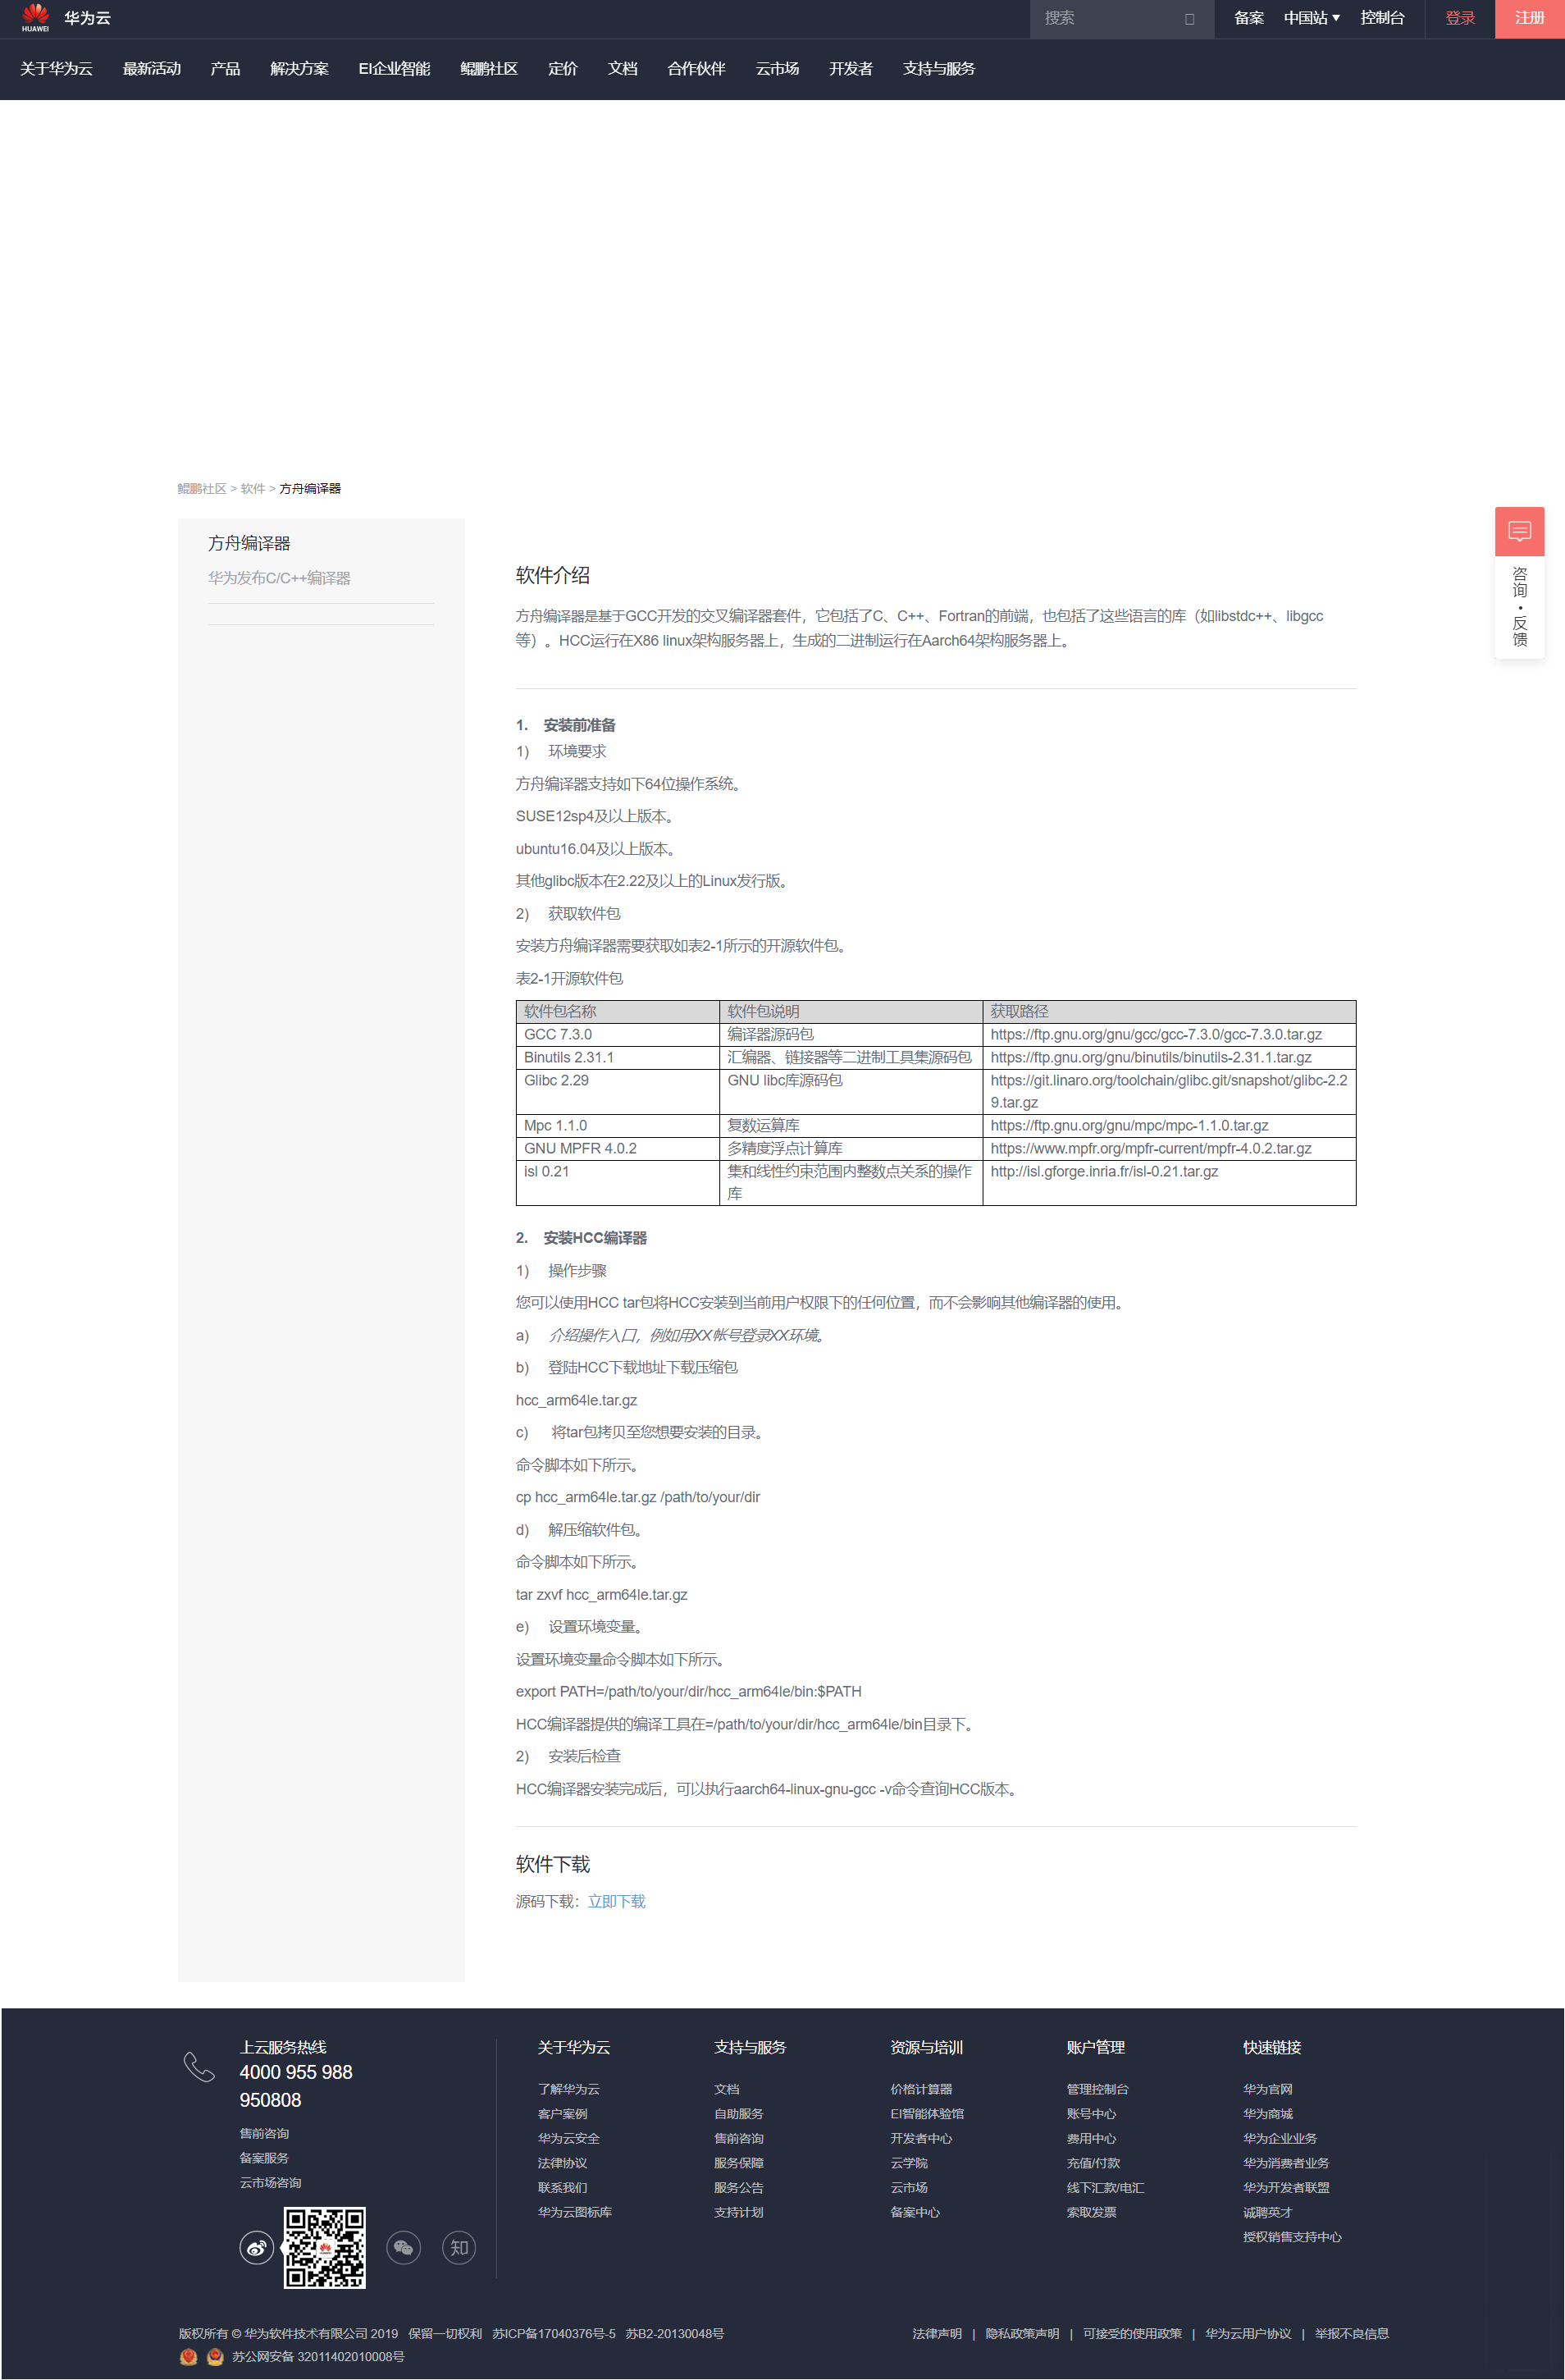 HUAWEI
华为云
搜索
备案 中国站 控制台 登录 注册
关于华为云 最新活动 产品 解决方案 EI企业智能 鲲鹏社区 定价 文档 合作伙伴 云市场 开发者 支持与服务
鲲鹏社区 > 软件 > 方舟编译器
方舟编译器
华为发布C/C++编译器
咨询·反馈
软件介绍
方舟编译器是基于GCC开发的交叉编译器套件，它包括了C、C++、Fortran的前端，也包括了这些语言的库（如libstdc++、libgcc
等）。HCC运行在X86 linux架构服务器上，生成的二进制运行在Aarch64架构服务器上。
1. 安装前准备
1) 环境要求
方舟编译器支持如下64位操作系统。
SUSE12sp4及以上版本。
ubuntu16.04及以上版本。
其他glibc版本在2.22及以上的Linux发行版。
2) 获取软件包
安装方舟编译器需要获取如表2-1所示的开源软件包。
表2-1开源软件包
软件包名称 软件包说明 获取路径
GCC 7.3.0 编译器源码包 https://ftp.gnu.org/gnu/gcc/gcc-7.3.0/gcc-7.3.0.tar.gz
Binutils 2.31.1 汇编器、链接器等二进制工具集源码包 https://ftp.gnu.org/gnu/binutils/binutils-2.31.1.tar.gz
Glibc 2.29 GNU libc库源码包 https://git.linaro.org/toolchain/glibc.git/snapshot/glibc-2.2
9.tar.gz
Mpc 1.1.0 复数运算库 https://ftp.gnu.org/gnu/mpc/mpc-1.1.0.tar.gz
GNU MPFR 4.0.2 多精度浮点计算库 https://www.mpfr.org/mpfr-current/mpfr-4.0.2.tar.gz
isl 0.21 集和线性约束范围内整数点关系的操作 http://isl.gforge.inria.fr/isl-0.21.tar.gz
库
2. 安装HCC编译器
1) 操作步骤
您可以使用HCC tar包将HCC安装到当前用户权限下的任何位置，而不会影响其他编译器的使用。
a) 介绍操作入口，例如用XX帐号登录XX环境。
b) 登陆HCC下载地址下载压缩包
hcc_arm64le.tar.gz
c) 将tar包拷贝至您想要安装的目录。
命令脚本如下所示。
cp hcc_arm64le.tar.gz /path/to/your/dir
d) 解压缩软件包。
命令脚本如下所示。
tar zxvf hcc_arm64le.tar.gz
e) 设置环境变量。
设置环境变量命令脚本如下所示。
export PATH=/path/to/your/dir/hcc_arm64le/bin:$PATH
HCC编译器提供的编译工具在=/path/to/your/dir/hcc_arm64le/bin目录下。
2) 安装后检查
HCC编译器安装完成后，可以执行aarch64-linux-gnu-gcc -v命令查询HCC版本。
软件下载
源码下载：立即下载
上云服务热线
4000 955 988
950808
售前咨询
备案服务
云市场咨询
知
关于华为云
了解华为云
客户案例
华为云安全
法律协议
联系我们
华为云图标库
支持与服务
文档
自助服务
售前咨询
服务保障
服务公告
支持计划
资源与培训
价格计算器
EI智能体验馆
开发者中心
云学院
云市场
备案中心
账户管理
管理控制台
账号中心
费用中心
充值/付款
线下汇款/电汇
索取发票
快速链接
华为官网
华为商城
华为企业业务
华为消费者业务
华为开发者联盟
诚聘英才
授权销售支持中心
版权所有 © 华为软件技术有限公司 2019 保留一切权利 苏ICP备17040376号-5 苏B2-20130048号
法律声明 | 隐私政策声明 | 可接受的使用政策 | 华为云用户协议 | 举报不良信息
苏公网安备 32011402010008号